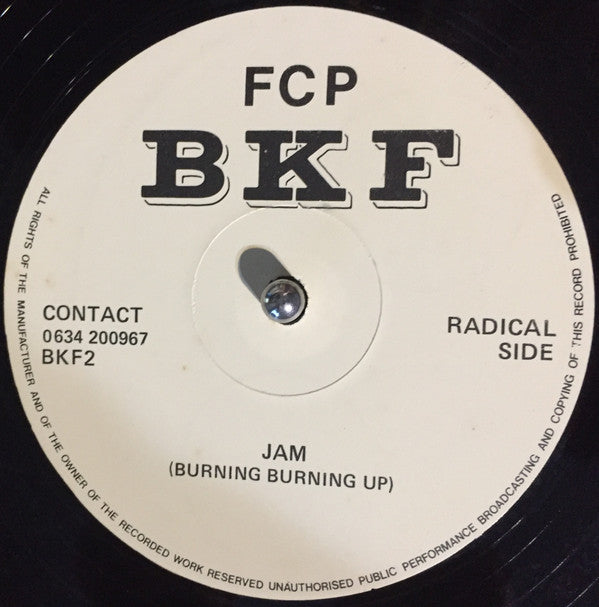 FCP
BKF
CONTACT
0634 200967
BKF2
RADICAL
SIDE
JAM
(BURNING BURNING UP)
ALL RIGHTS OF THE MANUFACTURER AND OF THE OWNER OF THE RECORDED WORK RESERVED UNAUTHORISED PUBLIC PERFORMANCE BROADCASTING AND COPYING OF THIS RECORD PROHIBITED